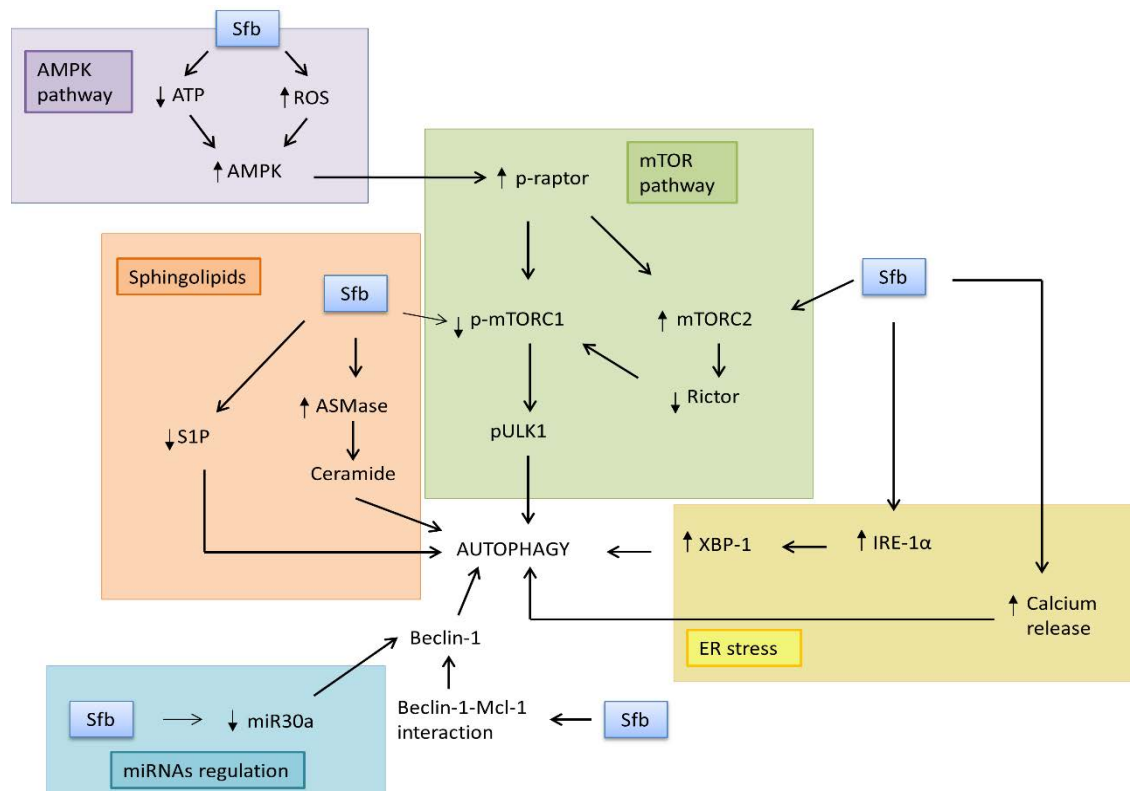 Sfb
AMPK
pathway
ATP
ROS
AMPK
mTOR
pathway
p-raptor
Sphingolipids
Sfb
p-mTORC1
mTORC2
Sfb
ASMase
Rictor
S1P
pULK1
Ceramide
AUTOPHAGY
XBP-1
IRE-1α
Calcium
release
ER stress
Beclin-1
Sfb
miR30a
Beclin-1-Mcl-1
interaction
Sfb
miRNAs regulation